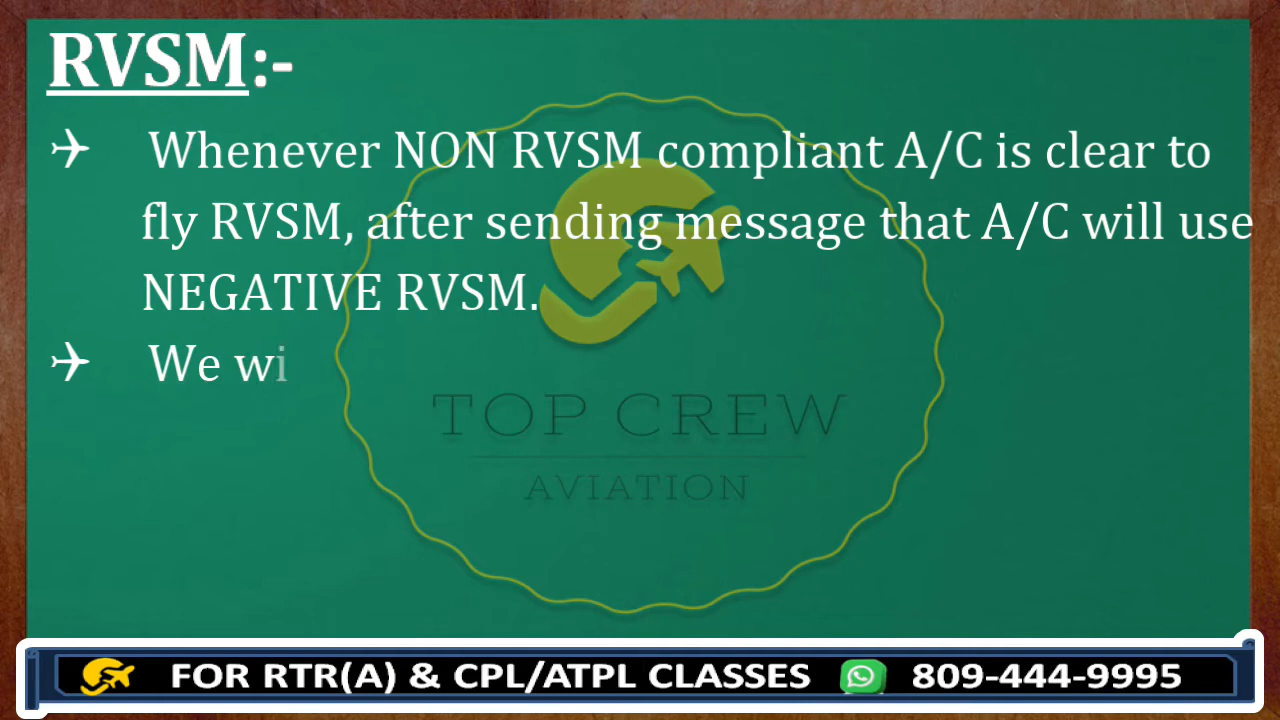 RVSM:-
Whenever NON RVSM compliant A/C is clear to
fly RVSM, after sending message that A/C will use
NEGATIVE RVSM.
We wi
TOP CREW
AVIATION
FOR RTR(A) & CPL/ATPL CLASSES 809-444-9995